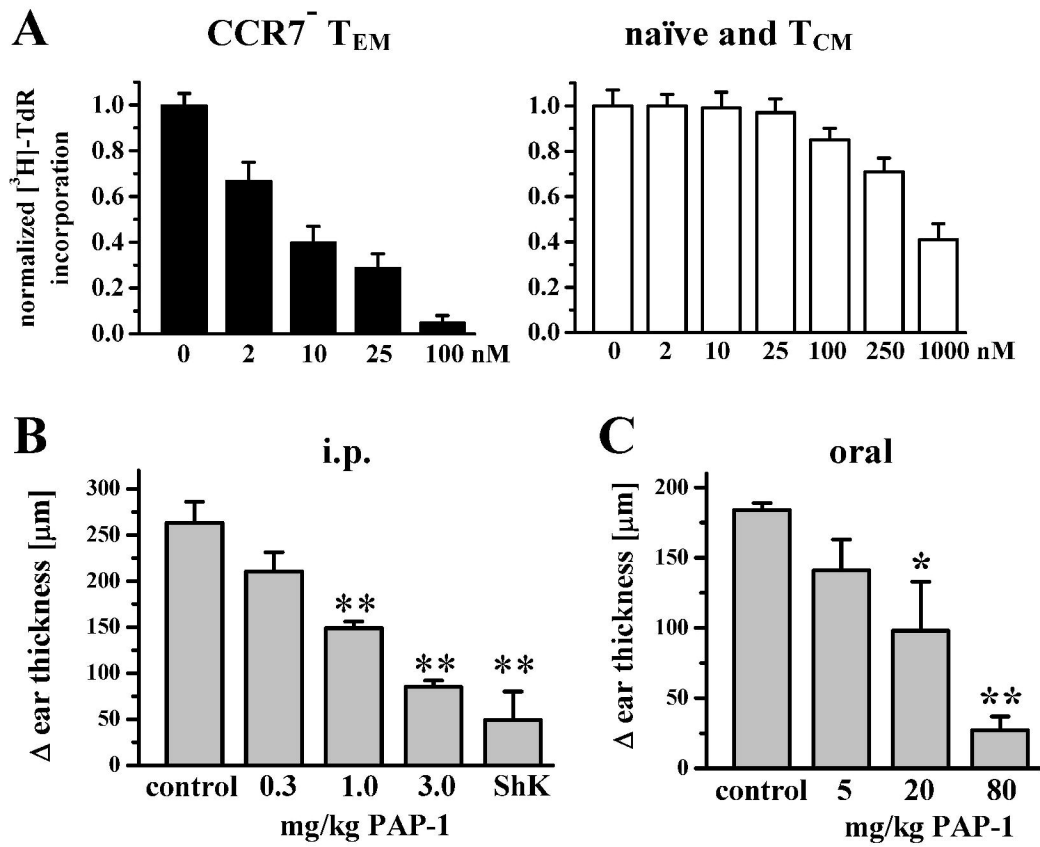 A
CCR7⁻ T_EM
naïve and T_CM
normalized [³H]-TdR
incorporation
1.0
0.8
0.6
0.4
0.2
0.0
0 2 10 25 100 nM
1.0
0.8
0.6
0.4
0.2
0.0
0 2 10 25 100 250 1000 nM
B
i.p.
Δ ear thickness [μm]
300
250
200
150
100
50
0
** ** **
control 0.3 1.0 3.0 ShK
mg/kg PAP-1
C
oral
Δ ear thickness [μm]
200
150
100
50
0
*
**
control 5 20 80
mg/kg PAP-1